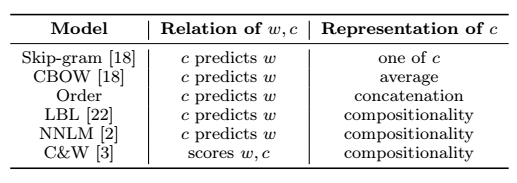 Model Relation of w, c Representation of c
Skip-gram [18] c predicts w one of c
CBOW [18] c predicts w average
Order c predicts w concatenation
LBL [22] c predicts w compositionality
NNLM [2] c predicts w compositionality
C&W [3] scores w, c compositionality